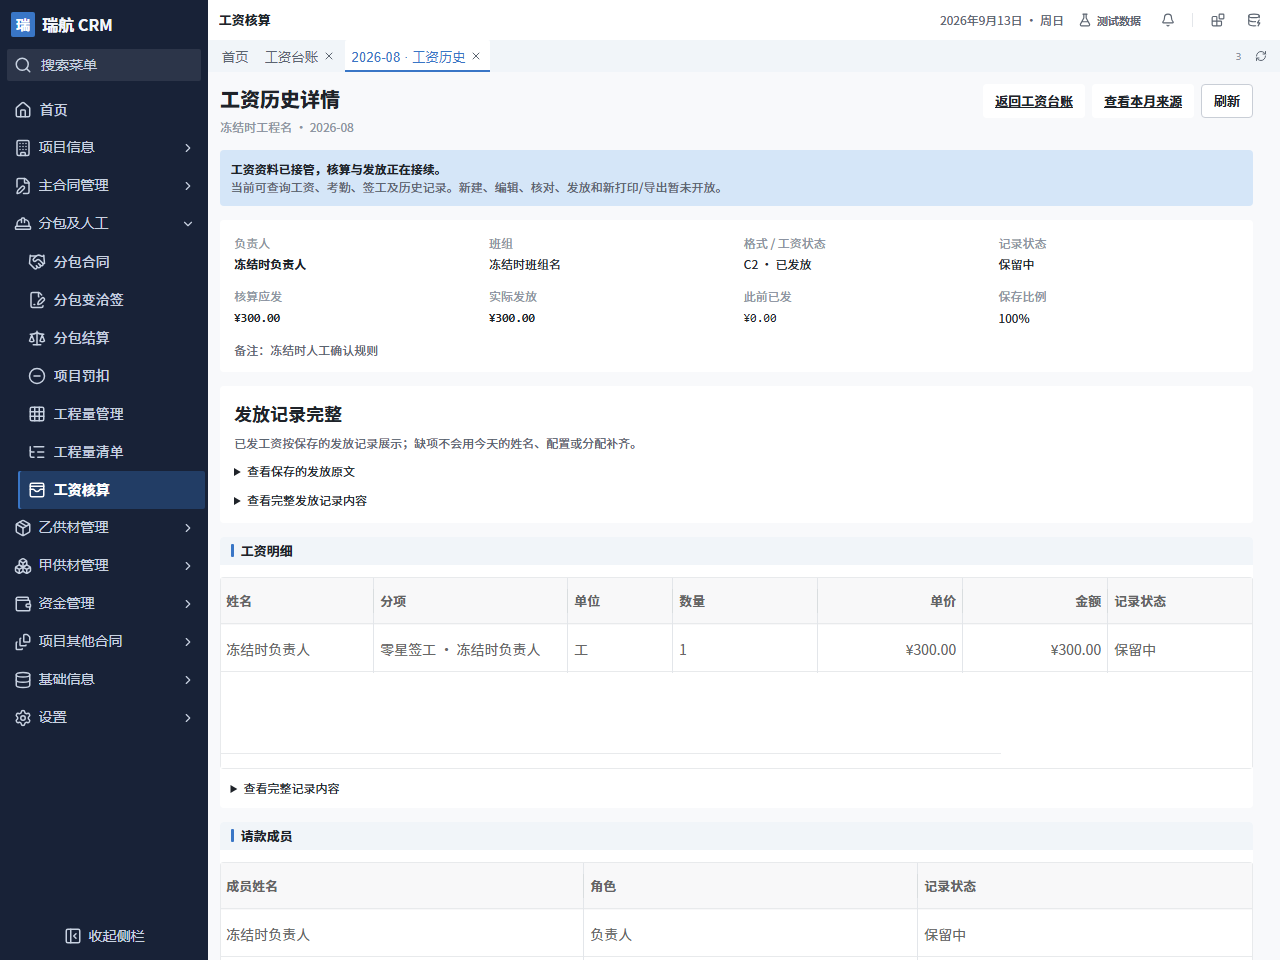 瑞 瑞航 CRM
搜索菜单
首页
项目信息
主合同管理
分包及人工
分包合同
分包变洽签
分包结算
项目罚扣
工程量管理
工程量清单
工资核算
乙供材管理
甲供材管理
资金管理
项目其他合同
基础信息
设置
收起侧栏
工资核算
2026年9月13日 • 周日 测试数据
首页 工资台账 × 2026-08 · 工资历史 × 3
工资历史详情
冻结时工程名 • 2026-08
返回工资台账 查看本月来源 刷新
工资资料已接管，核算与发放正在接续。
当前可查询工资、考勤、签工及历史记录。新建、编辑、核对、发放和新打印/导出暂未开放。
负责人 班组 格式 / 工资状态 记录状态
冻结时负责人 冻结时班组名 C2 • 已发放 保留中
核算应发 实际发放 此前已发 保存比例
¥300.00 ¥300.00 ¥0.00 100%
备注：冻结时人工确认规则
发放记录完整
已发工资按保存的发放记录展示；缺项不会用今天的姓名、配置或分配补齐。
查看保存的发放原文
查看完整发放记录内容
工资明细
姓名 分项 单位 数量 单价 金额 记录状态
冻结时负责人 零星签工 • 冻结时负责人 工 1 ¥300.00 ¥300.00 保留中
查看完整记录内容
请款成员
成员姓名 角色 记录状态
冻结时负责人 负责人 保留中